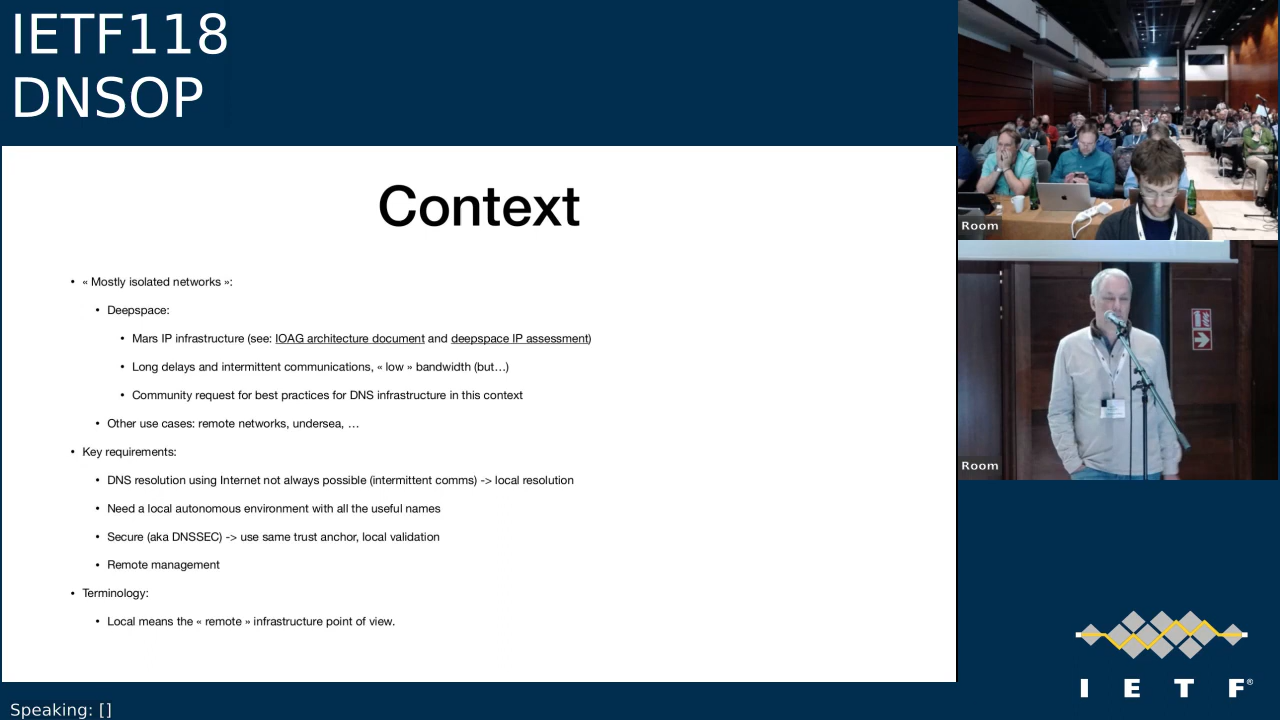 IETF118
DNSOP
Context
• « Mostly isolated networks »:
• Deepspace:
• Mars IP infrastructure (see: IOAG architecture document and deepspace IP assessment)
• Long delays and intermittent communications, « low » bandwidth (but…)
• Community request for best practices for DNS infrastructure in this context
• Other use cases: remote networks, undersea, …
• Key requirements:
• DNS resolution using Internet not always possible (intermittent comms) -> local resolution
• Need a local autonomous environment with all the useful names
• Secure (aka DNSSEC) -> use same trust anchor, local validation
• Remote management
• Terminology:
• Local means the « remote » infrastructure point of view.
Room
Room
I E T F®
Speaking: []